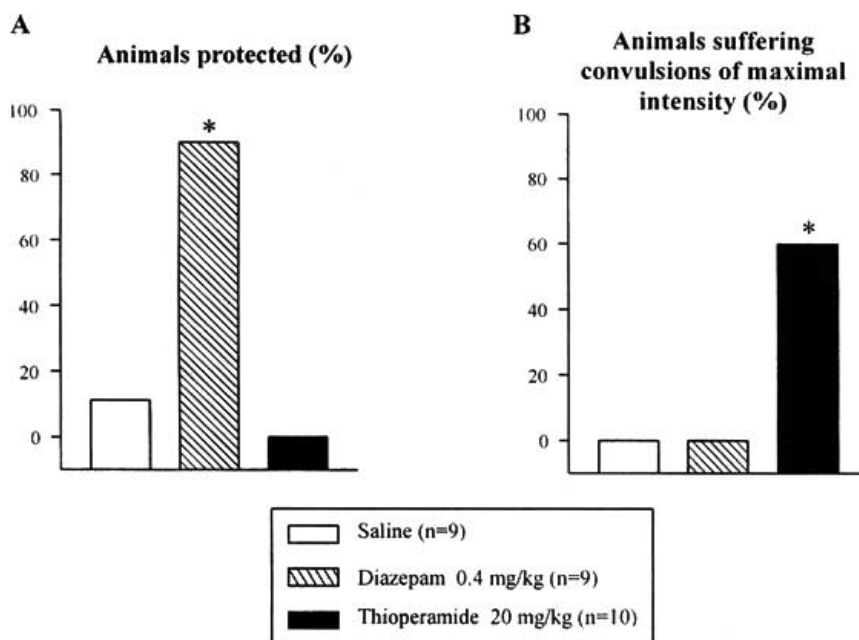 A
Animals protected (%)
100
80
60
40
20
0
*
B
Animals suffering
convulsions of maximal
intensity (%)
100
80
60
40
20
0
*
Saline (n=9)
Diazepam 0.4 mg/kg (n=9)
Thioperamide 20 mg/kg (n=10)